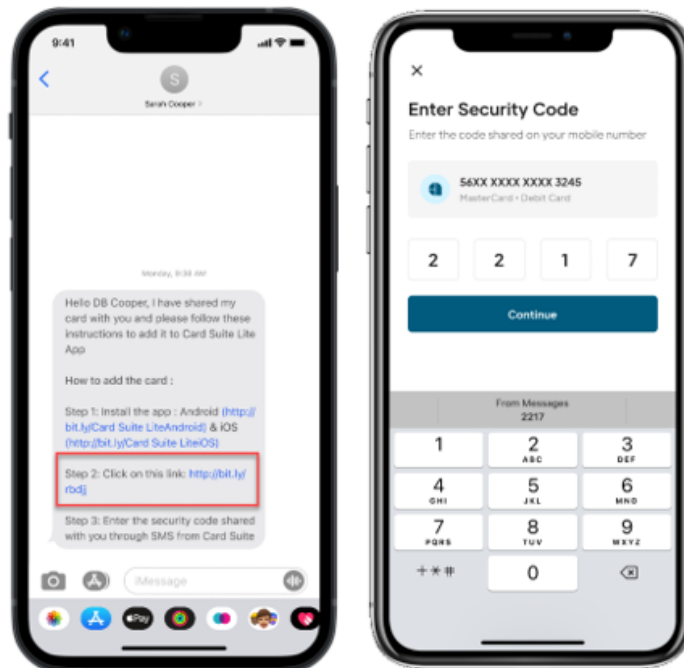 9:41
S
Sarah Cooper >
Monday, 9:38 AM
Hello DB Cooper, I have shared my
card with you and please follow these
instructions to add it to Card Suite Lite
App
How to add the card :
Step 1: Install the app : Android (http://
bit.ly/Card Suite LiteAndroid) & iOS
(http://bit.ly/Card Suite LiteiOS)
Step 2: Click on this link: http://bit.ly/
rbdjj
Step 3: Enter the security code shared
with you through SMS from Card Suite
iMessage
Pay
Enter Security Code
Enter the code shared on your mobile number
56XX XXXX XXXX 3245
MasterCard • Debit Card
2 2 1 7
Continue
From Messages
2217
1 2 3
ABC DEF
4 5 6
GHI JKL MNO
7 8 9
PQRS TUV WXYZ
+*# 0